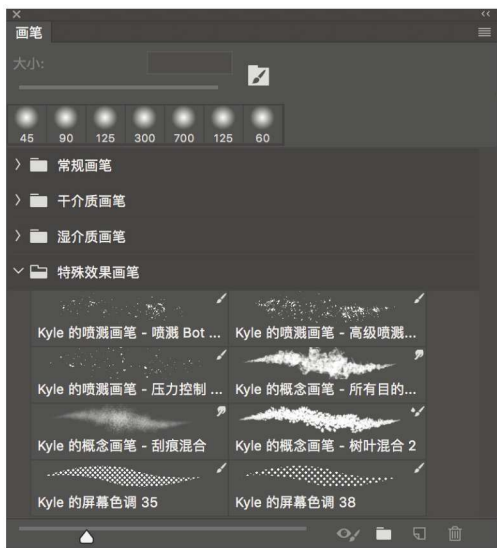 画笔
大小:
45 90 125 300 700 125 60
常规画笔
干介质画笔
湿介质画笔
特殊效果画笔
Kyle 的喷溅画笔 - 喷溅 Bot ... Kyle 的喷溅画笔 - 高级喷溅...
Kyle 的喷溅画笔 - 压力控制 ... Kyle 的概念画笔 - 所有目的...
Kyle 的概念画笔 - 刮痕混合 Kyle 的概念画笔 - 树叶混合 2
Kyle 的屏幕色调 35 Kyle 的屏幕色调 38